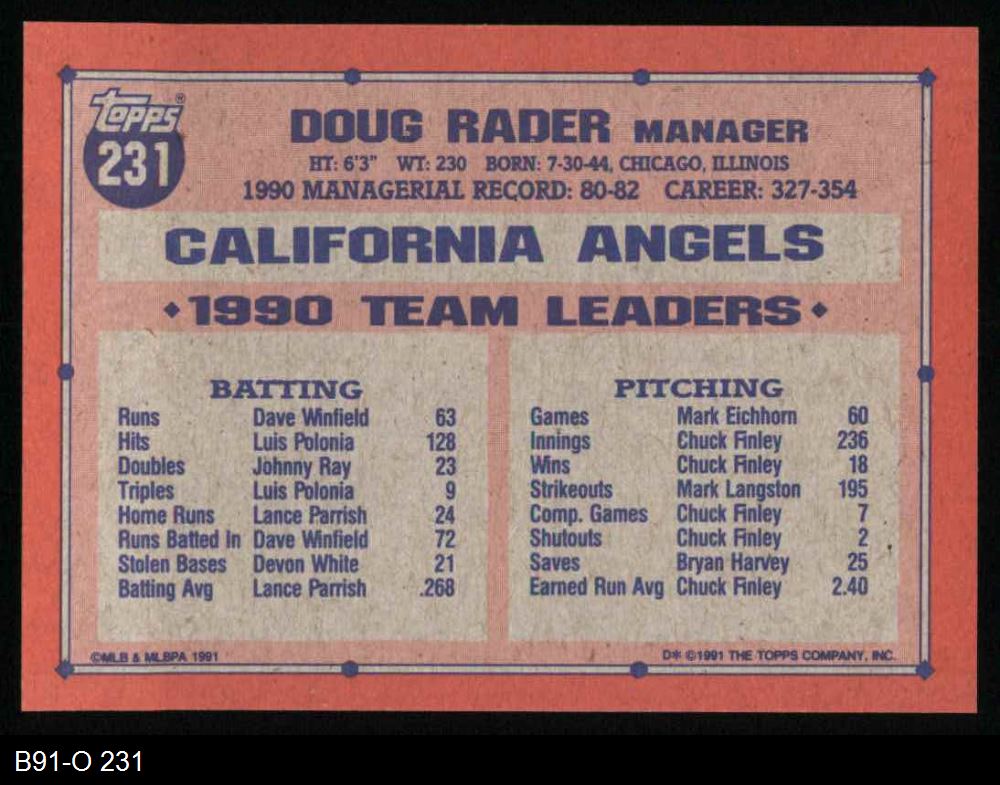 Topps®
231
DOUG RADER MANAGER
HT: 6'3" WT: 230 BORN: 7-30-44, CHICAGO, ILLINOIS
1990 MANAGERIAL RECORD: 80-82 CAREER: 327-354
CALIFORNIA ANGELS
◆1990 TEAM LEADERS◆
BATTING
Runs Dave Winfield 63
Hits Luis Polonia 128
Doubles Johnny Ray 23
Triples Luis Polonia 9
Home Runs Lance Parrish 24
Runs Batted In Dave Winfield 72
Stolen Bases Devon White 21
Batting Avg Lance Parrish .268
PITCHING
Games Mark Eichhorn 60
Innings Chuck Finley 236
Wins Chuck Finley 18
Strikeouts Mark Langston 195
Comp. Games Chuck Finley 7
Shutouts Chuck Finley 2
Saves Bryan Harvey 25
Earned Run Avg Chuck Finley 2.40
©MLB & MLBPA 1991
D* ©1991 THE TOPPS COMPANY, INC.
B91-O 231